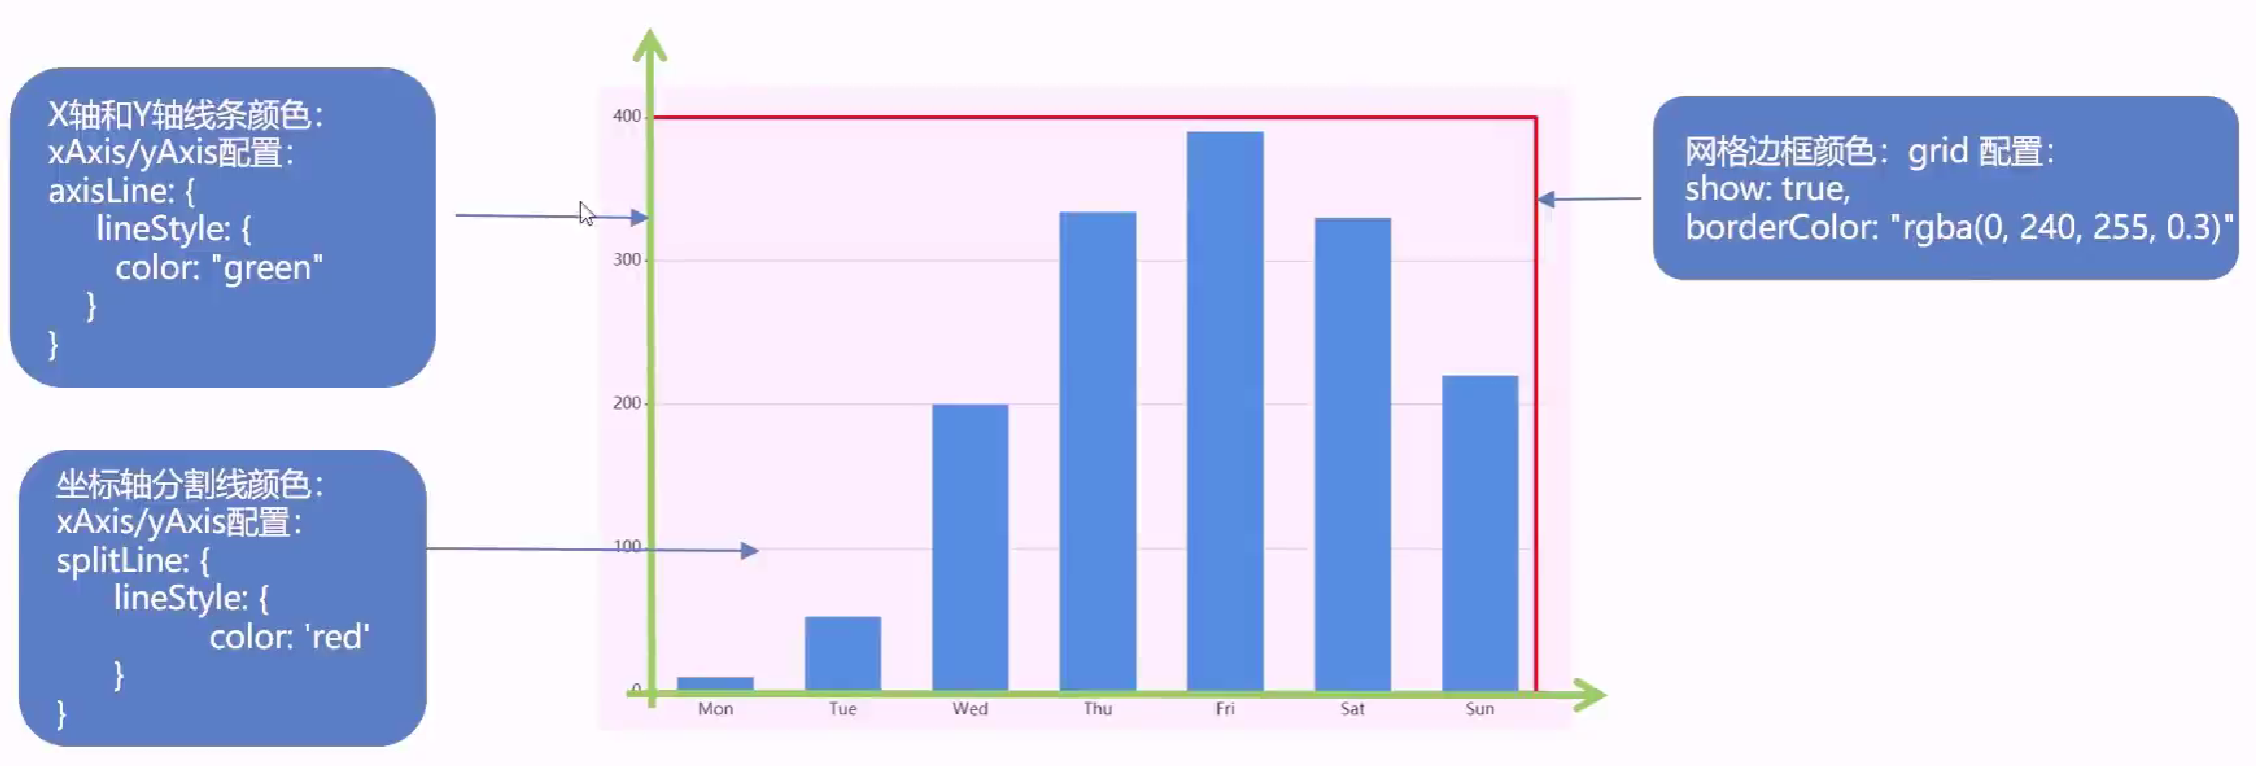 X轴和Y轴线条颜色：
xAxis/yAxis配置：
axisLine: {
lineStyle: {
color: "green"
}
}
坐标轴分割线颜色：
xAxis/yAxis配置：
splitLine: {
lineStyle: {
color: 'red'
}
}
400
300
200
100
0
Mon Tue Wed Thu Fri Sat Sun
网格边框颜色：grid 配置：
show: true,
borderColor: "rgba(0, 240, 255, 0.3)"